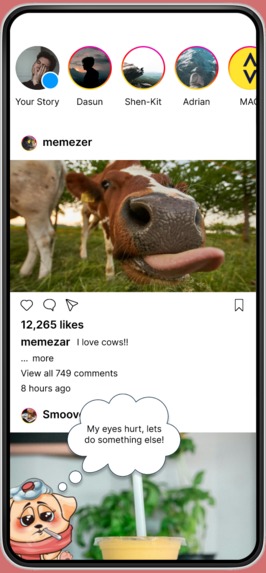 Your Story
Dasun
Shen-Kit
Adrian
MAC
memezer
12,265 likes
memezar I love cows!!
... more
View all 749 comments
8 hours ago
Smoov
My eyes hurt, lets
do something else!